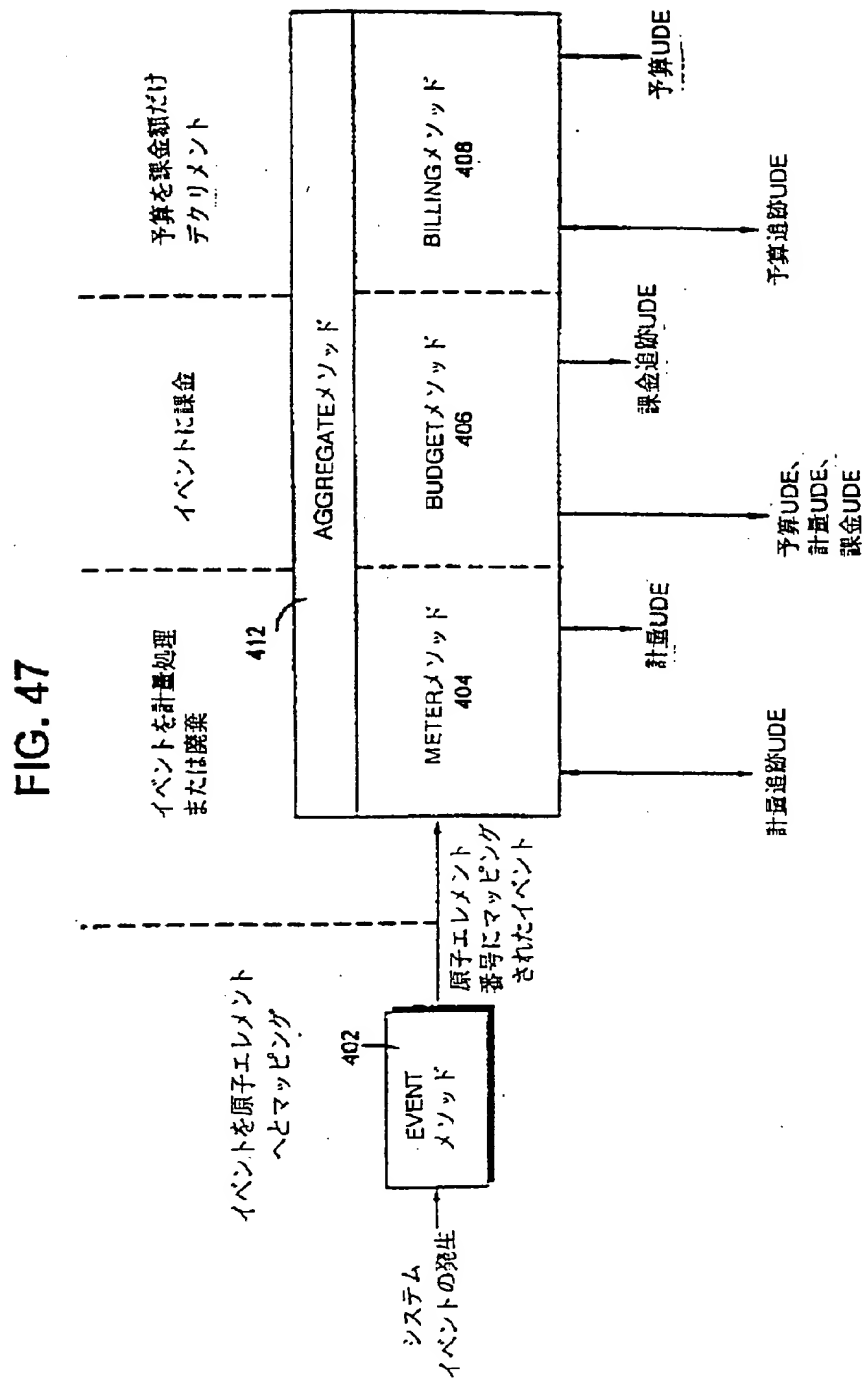 FIG. 47
イベントを原子エレメント
へとマッピング
イベントを計量処理
または廃棄
イベントに課金
予算を課金額だけ
デクリメント
システム
イベントの発生
402
EVENT
メソッド
原子エレメント
番号にマッピング
されたイベント
412
AGGREGATEメソッド
METERメソッド
404
BUDGETメソッド
406
BILLINGメソッド
408
計量追跡UDE
計量UDE
予算UDE、
計量UDE、
課金UDE
課金追跡UDE
予算追跡UDE
予算UDE